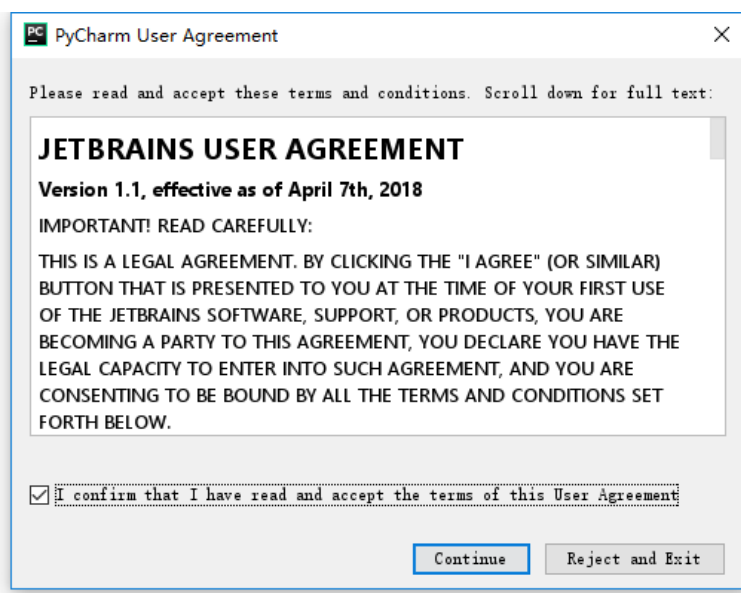 PC PyCharm User Agreement
Please read and accept these terms and conditions. Scroll down for full text:
JETBRAINS USER AGREEMENT
Version 1.1, effective as of April 7th, 2018
IMPORTANT! READ CAREFULLY:
THIS IS A LEGAL AGREEMENT. BY CLICKING THE "I AGREE" (OR SIMILAR)
BUTTON THAT IS PRESENTED TO YOU AT THE TIME OF YOUR FIRST USE
OF THE JETBRAINS SOFTWARE, SUPPORT, OR PRODUCTS, YOU ARE
BECOMING A PARTY TO THIS AGREEMENT, YOU DECLARE YOU HAVE THE
LEGAL CAPACITY TO ENTER INTO SUCH AGREEMENT, AND YOU ARE
CONSENTING TO BE BOUND BY ALL THE TERMS AND CONDITIONS SET
FORTH BELOW.
I confirm that I have read and accept the terms of this User Agreement
Continue Reject and Exit